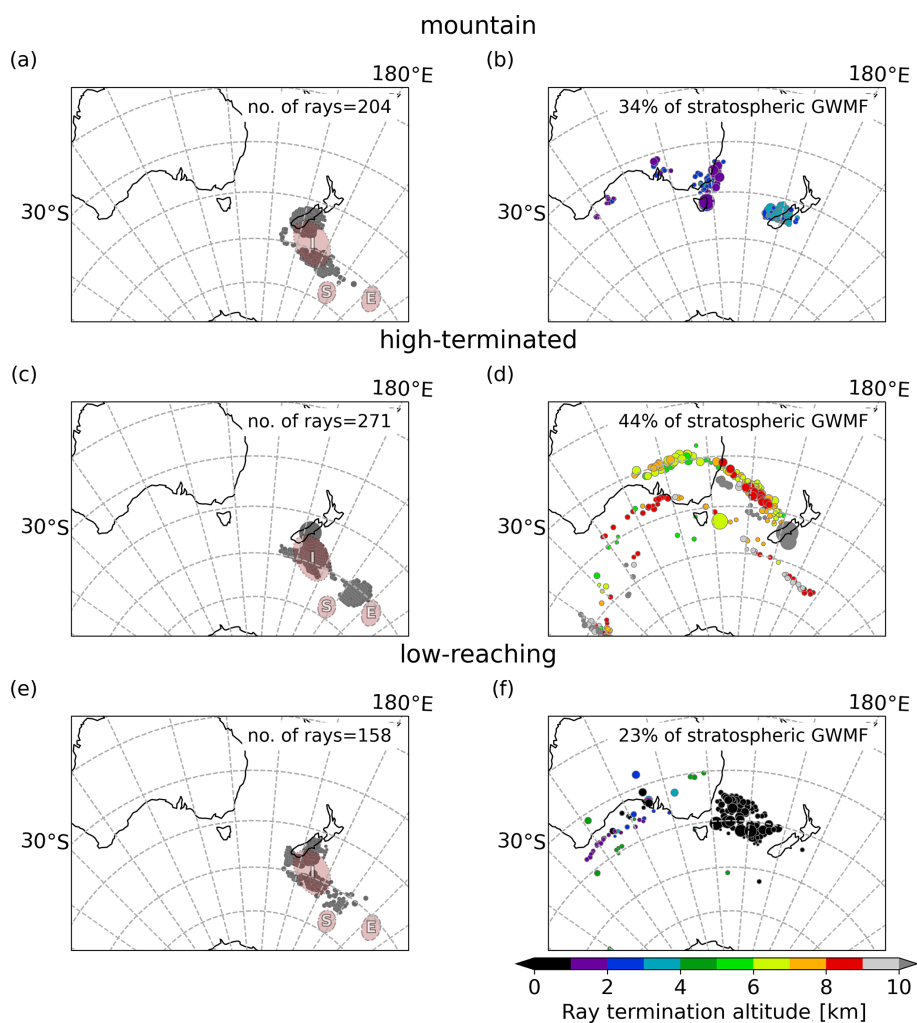 mountain
(a)
(b)
180°E
180°E
no. of rays=204
34% of stratospheric GWMF
30°S
30°S
I
S
E
high-terminated
(c)
(d)
180°E
180°E
no. of rays=271
44% of stratospheric GWMF
30°S
30°S
I
S
E
low-reaching
(e)
(f)
180°E
180°E
no. of rays=158
23% of stratospheric GWMF
30°S
30°S
I
S
E
0 2 4 6 8 10
Ray termination altitude [km]